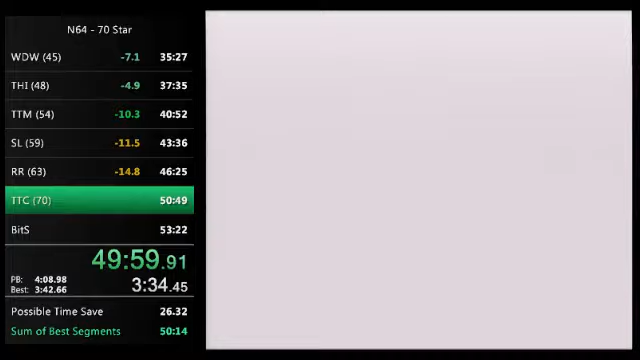 N64 - 70 Star
WDW (45) -7.1 35:27
THI (48) -4.9 37:35
TTM (54) -10.3 40:52
SL (59) -11.5 43:36
RR (63) -14.8 46:25
TTC (70) 50:49
BitS 53:22
49:59.91
PB: 4:08.98
Best: 3:42.66
3:34.45
Possible Time Save 26.32
Sum of Best Segments 50:14